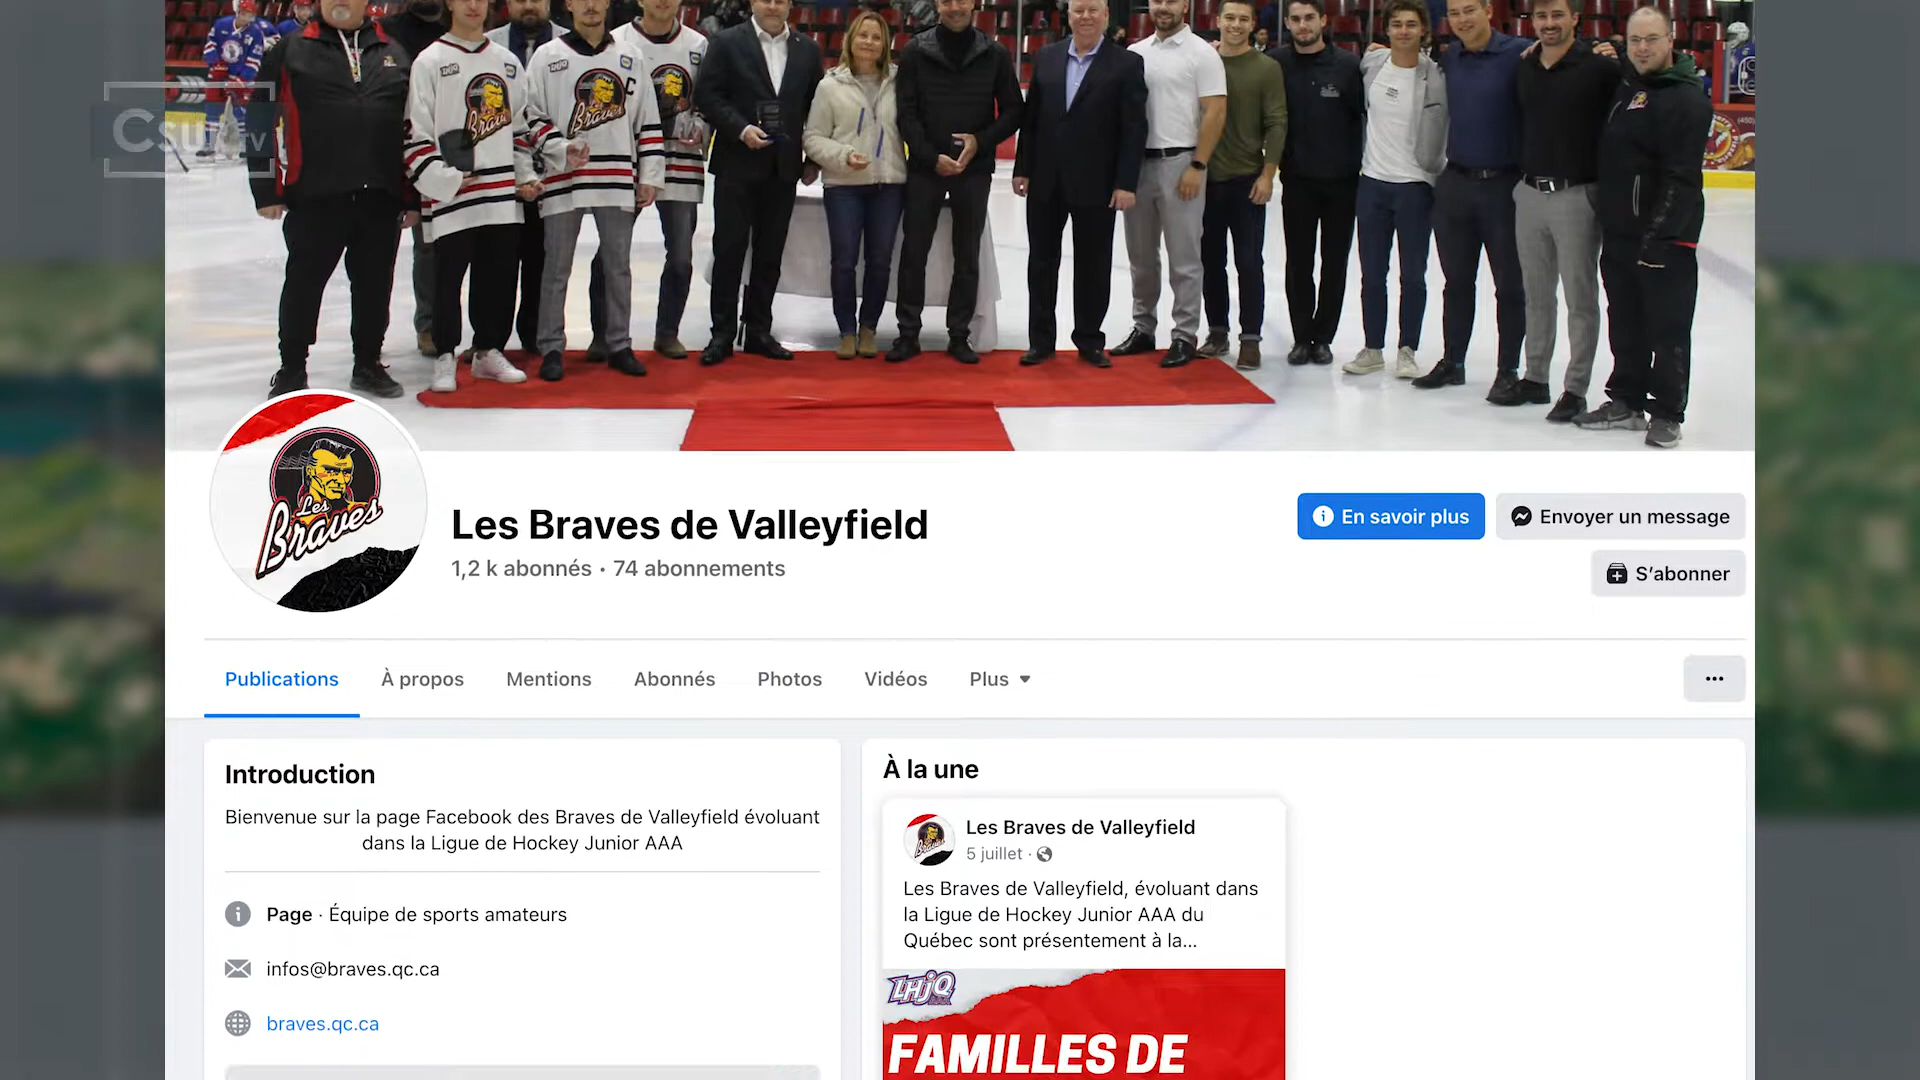 Csur tv
Les Braves
Les Braves de Valleyfield
1,2 k abonnés · 74 abonnements
En savoir plus
Envoyer un message
S'abonner
Publications
À propos
Mentions
Abonnés
Photos
Vidéos
Plus
Introduction
Bienvenue sur la page Facebook des Braves de Valleyfield évoluant
dans la Ligue de Hockey Junior AAA
Page · Équipe de sports amateurs
infos@braves.qc.ca
braves.qc.ca
À la une
Les Braves de Valleyfield
5 juillet ·
Les Braves de Valleyfield, évoluant dans
la Ligue de Hockey Junior AAA du
Québec sont présentement à la...
LHJQ
FAMILLES DE